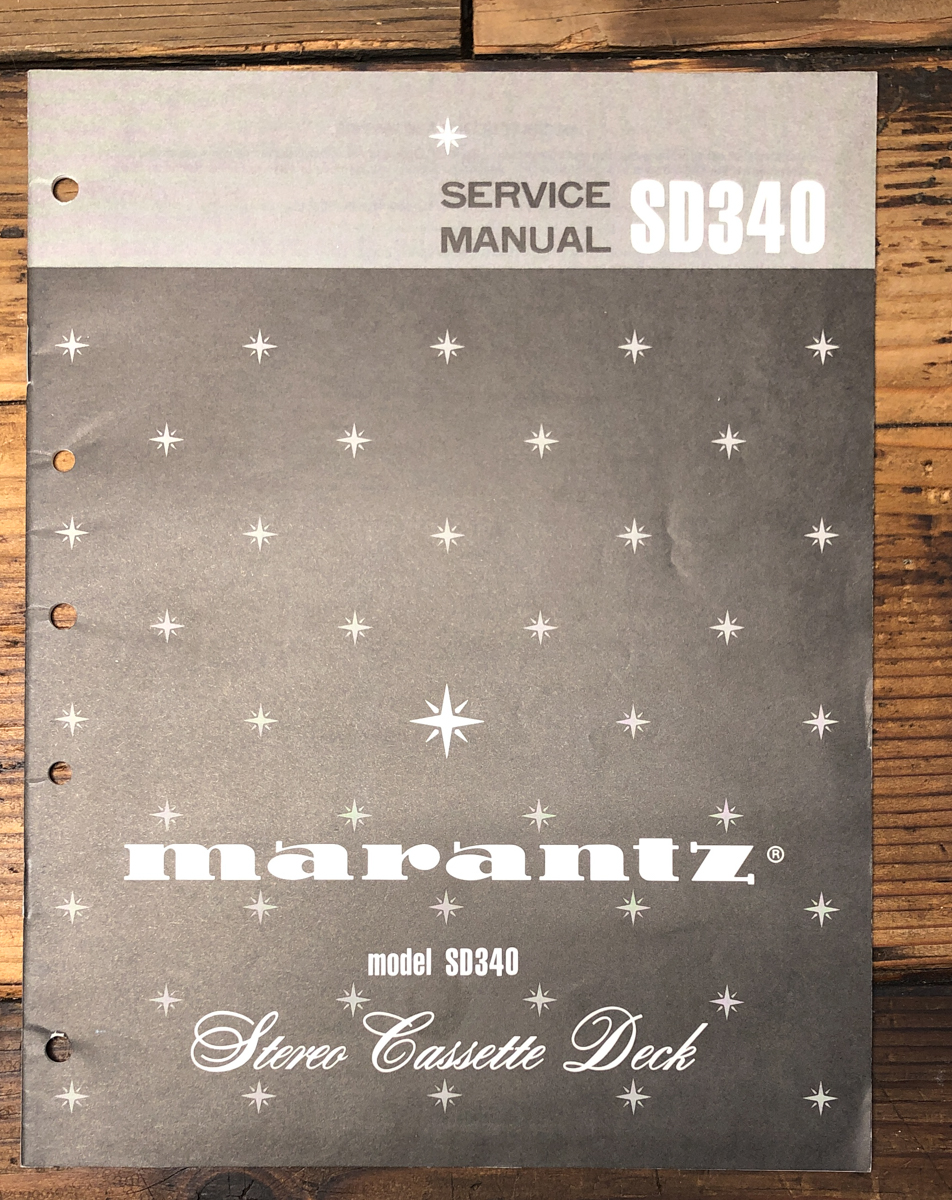 SERVICE
MANUAL SD340
marantz®
model SD340
Stereo Cassette Deck